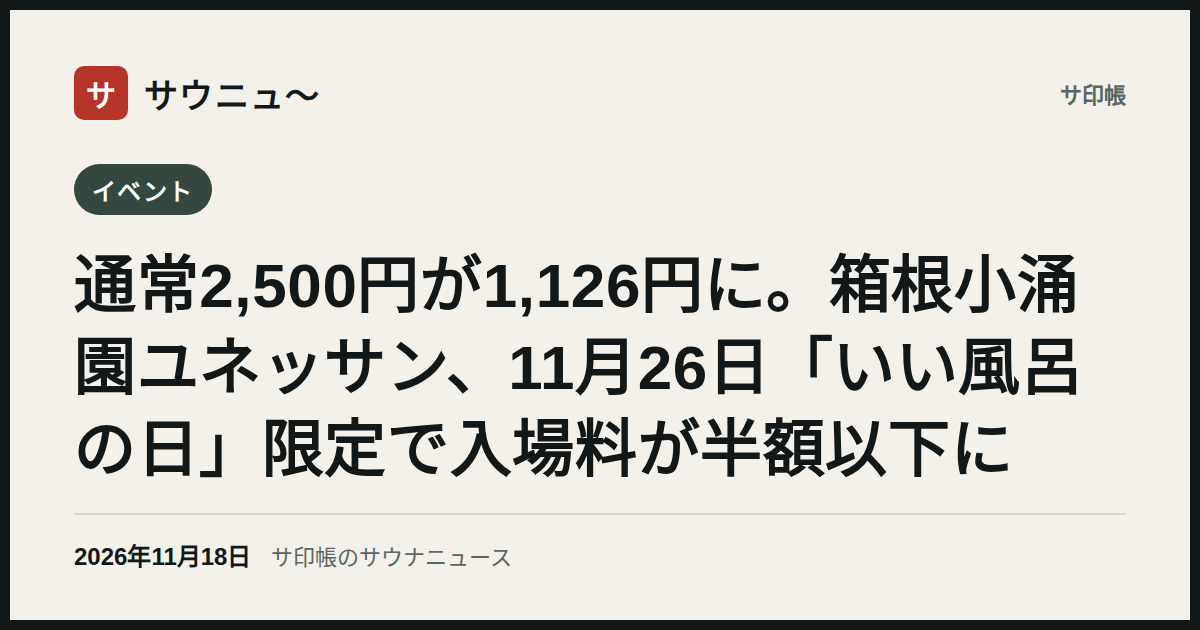 サ サウニュ〜
サ印帳
イベント
通常2,500円が1,126円に。箱根小涌
園ユネッサン、11月26日「いい風呂
の日」限定で入場料が半額以下に
2026年11月18日 サ印帳のサウナニュース